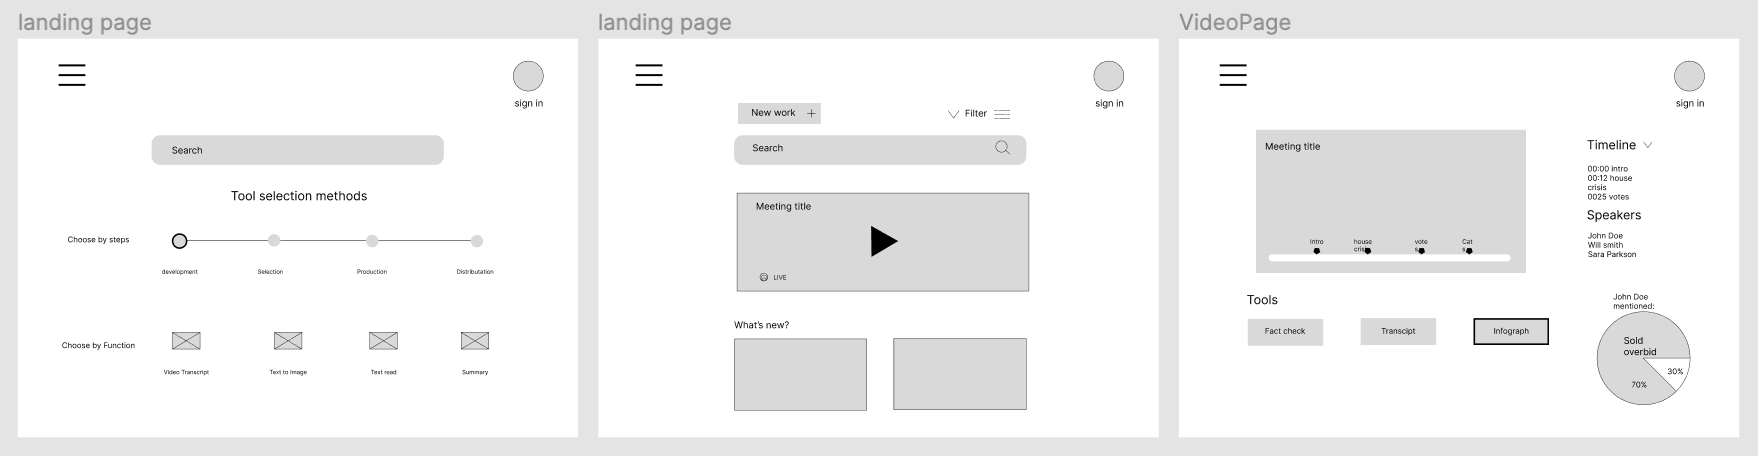 landing page
sign in
Search
Tool selection methods
Choose by steps
development
Selection
Production
Distributation
Choose by Function
Video Transcript
Text to Image
Text read
Summary
landing page
sign in
New work +
Filter
Search
Meeting title
LIVE
What's new?
VideoPage
sign in
Meeting title
Intro
house
crisis
vote
s
Cat
s
Timeline
00:00 intro
00:12 house
crisis
0025 votes
Speakers
John Doe
Will smith
Sara Parkson
Tools
Fact check
Transcipt
Infograph
John Doe
mentioned:
Sold
overbid
30%
70%